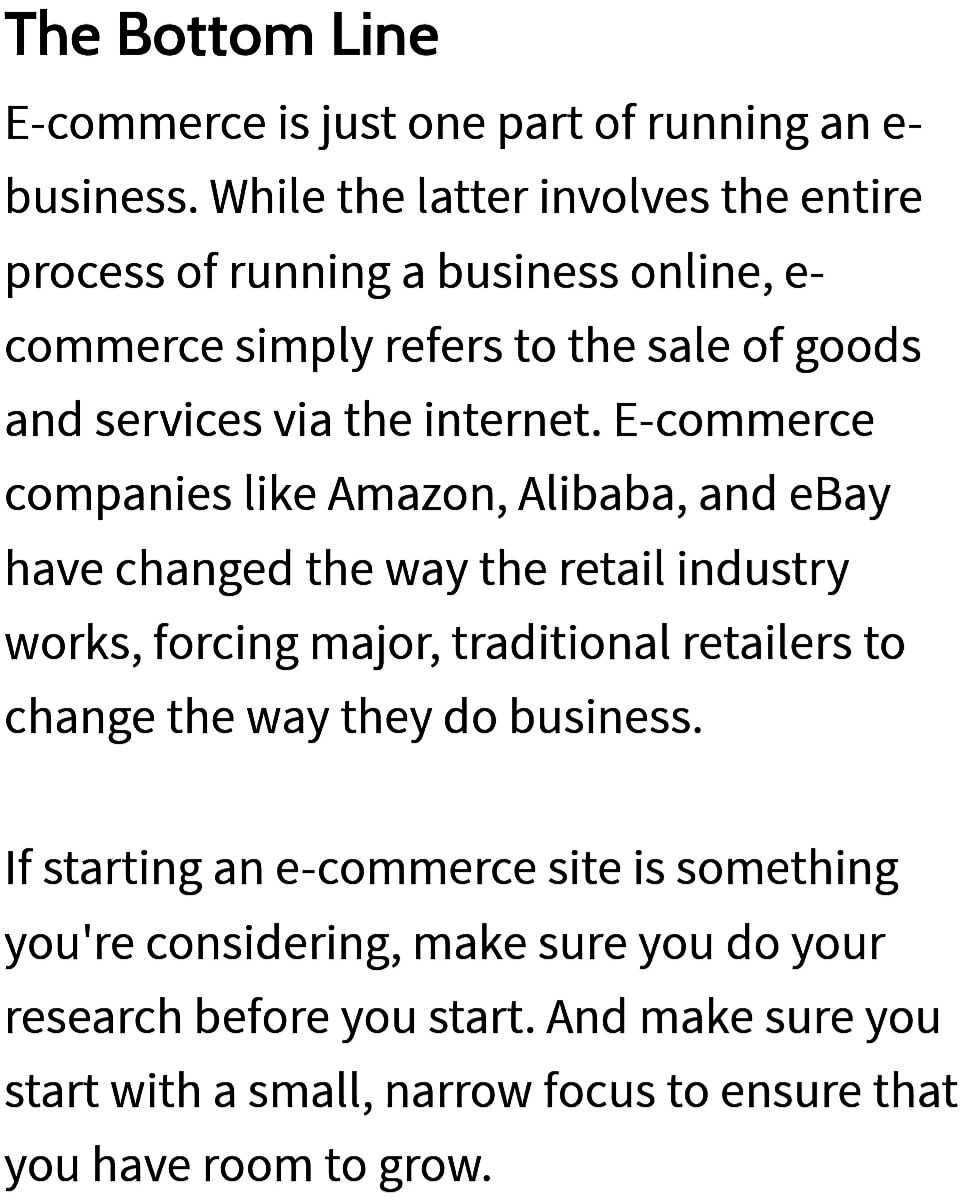 The Bottom Line
E-commerce is just one part of running an e-
business. While the latter involves the entire
process of running a business online, e-
commerce simply refers to the sale of goods
and services via the internet. E-commerce
companies like Amazon, Alibaba, and eBay
have changed the way the retail industry
works, forcing major, traditional retailers to
change the way they do business.
If starting an e-commerce site is something
you're considering, make sure you do your
research before you start. And make sure you
start with a small, narrow focus to ensure that
you have room to grow.